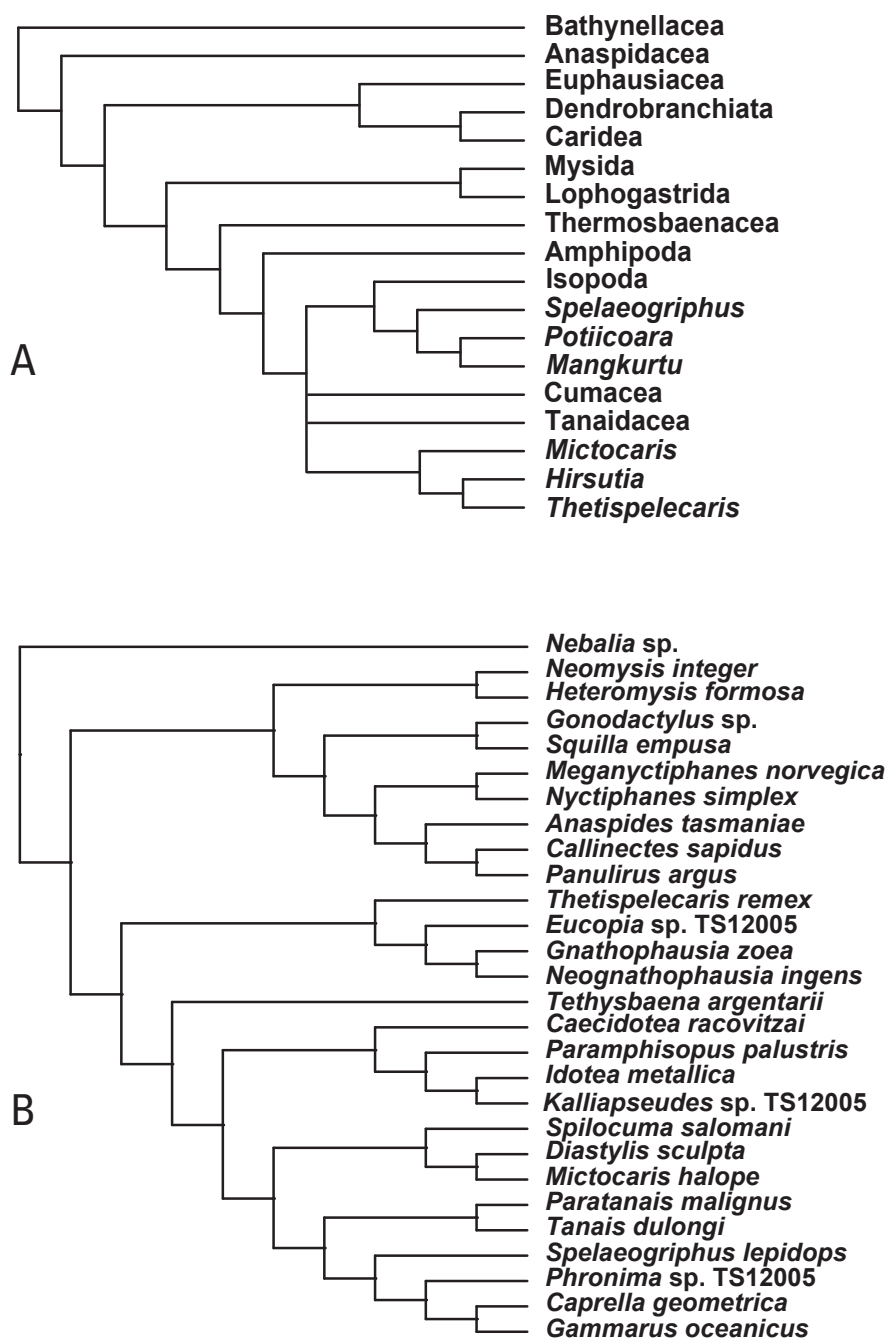 Bathynellacea
Anaspidacea
Euphausiacea
Dendrobranchiata
Caridea
Mysida
Lophogastrida
Thermosbaenacea
Amphipoda
Isopoda
Spelaeogriphus
Potiicoara
Mangkurtu
Cumacea
Tanaidacea
Mictocaris
Hirsutia
Thetispelecaris
A
Nebalia sp.
Neomysis integer
Heteromysis formosa
Gonodactylus sp.
Squilla empusa
Meganyctiphanes norvegica
Nyctiphanes simplex
Anaspides tasmaniae
Callinectes sapidus
Panulirus argus
Thetispelecaris remex
Eucopia sp. TS12005
Gnathophausia zoea
Neognathophausia ingens
Tethysbaena argentarii
Caecidotea racovitzai
Paramphisopus palustris
Idotea metallica
Kalliapseudes sp. TS12005
Spilocuma salomani
Diastylis sculpta
Mictocaris halope
Paratanais malignus
Tanais dulongi
Spelaeogriphus lepidops
Phronima sp. TS12005
Caprella geometrica
Gammarus oceanicus
B